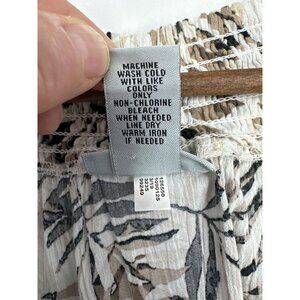 MACHINE
WASH COLD
WITH LIKE
COLORS
ONLY
NON-CHLORINE
BLEACH
WHEN NEEDED
LINE DRY
WARM IRON
IF NEEDED